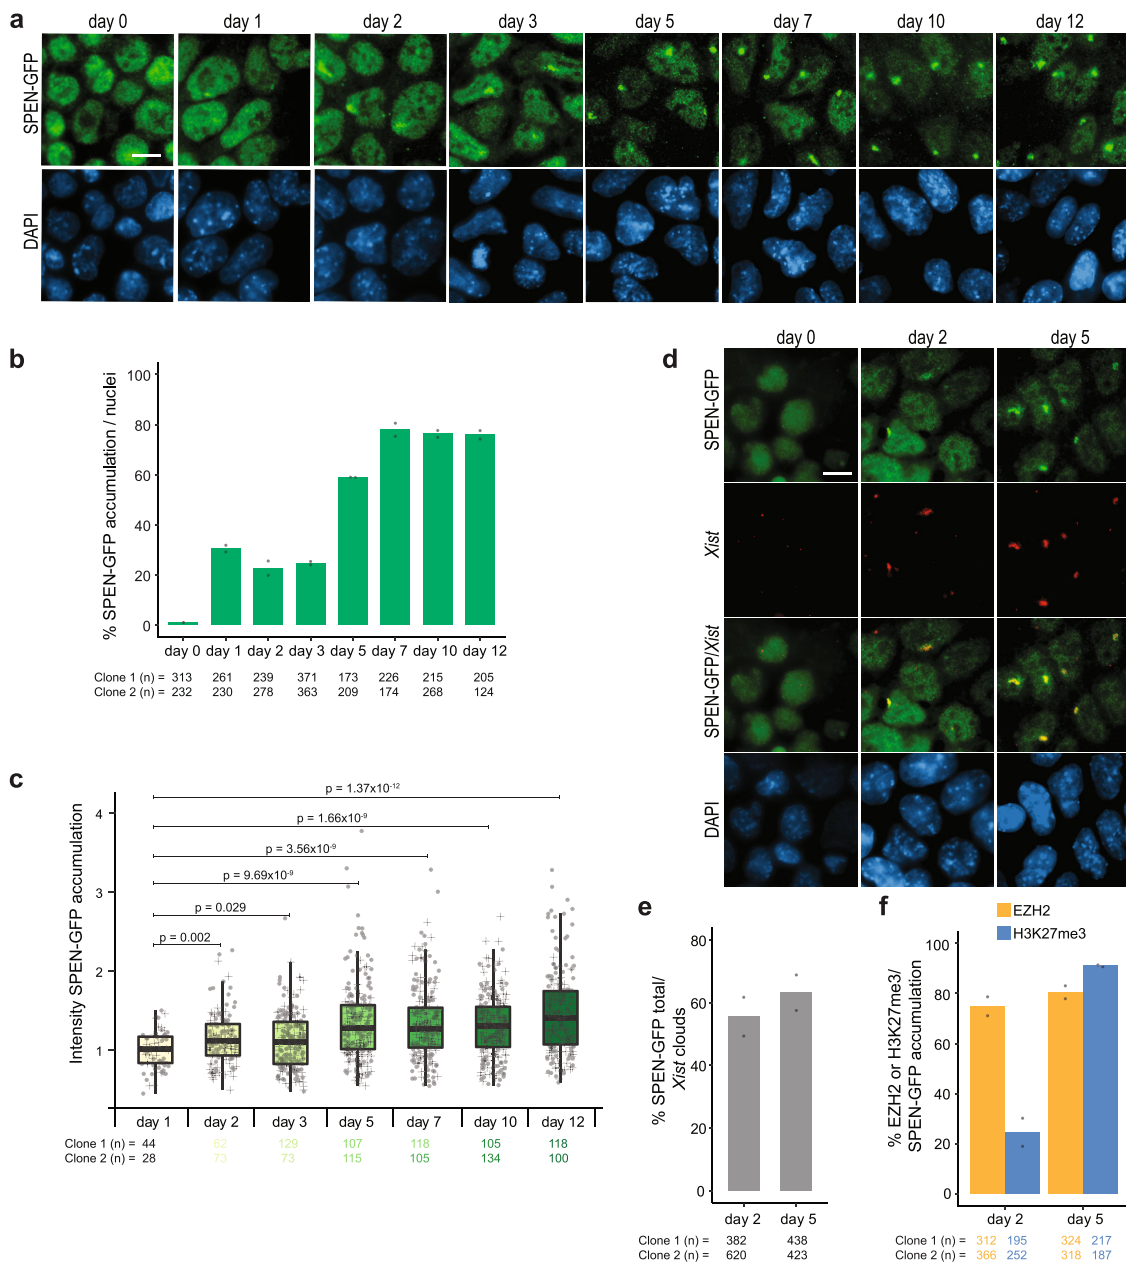 a
day 0 day 1 day 2 day 3 day 5 day 7 day 10 day 12
SPEN-GFP
DAPI
b
% SPEN-GFP accumulation / nuclei
100
80
60
40
20
0
day 0 day 1 day 2 day 3 day 5 day 7 day 10 day 12
Clone 1 (n) = 313 261 239 371 173 226 215 205
Clone 2 (n) = 232 230 278 363 209 174 268 124
c
Intensity SPEN-GFP accumulation
4
3
2
1
p = 1.37x10-12
p = 1.66x10-9
p = 3.56x10-9
p = 9.69x10-9
p = 0.029
p = 0.002
day 1 day 2 day 3 day 5 day 7 day 10 day 12
Clone 1 (n) = 44 62 129 107 118 105 118
Clone 2 (n) = 28 73 73 115 105 134 100
d
day 0 day 2 day 5
SPEN-GFP
Xist
SPEN-GFP/Xist
DAPI
e
% SPEN-GFP total/
Xist clouds
80
60
40
20
0
day 2 day 5
Clone 1 (n) = 382 438
Clone 2 (n) = 620 423
f
EZH2
H3K27me3
% EZH2 or H3K27me3/
SPEN-GFP accumulation
100
80
60
40
20
0
day 2 day 5
Clone 1 (n) = 312 195 324 217
Clone 2 (n) = 366 252 318 187